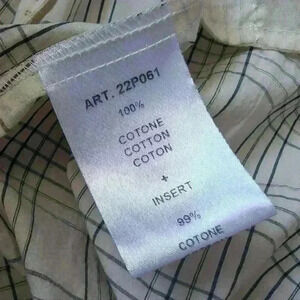 ART. 22P061
100%
COTONE
COTTON
COTON
+
INSERT
99%
COTONE